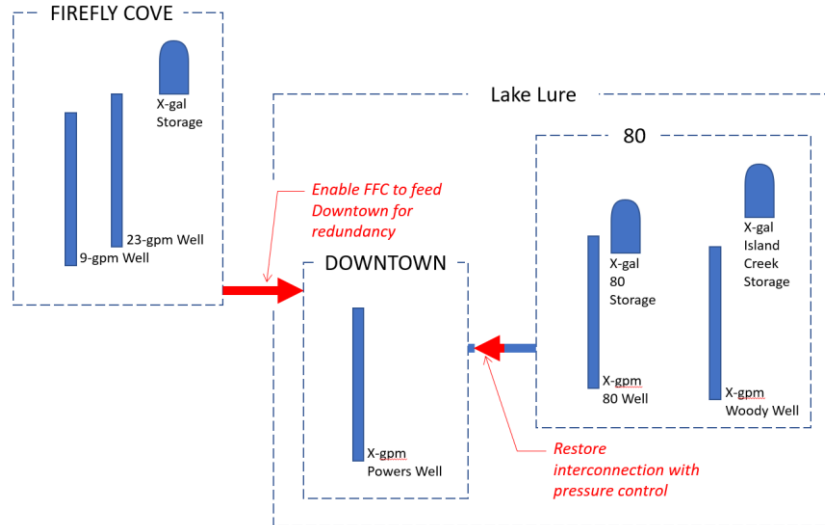 FIREFLY COVE
X-gal
Storage
23-gpm Well
9-gpm Well
Lake Lure
80
Enable FFC to feed
Downtown for
redundancy
DOWNTOWN
X-gpm
Powers Well
X-gal
80
Storage
X-gal
Island
Creek
Storage
X-gpm
80 Well
X-gpm
Woody Well
Restore
interconnection with
pressure control